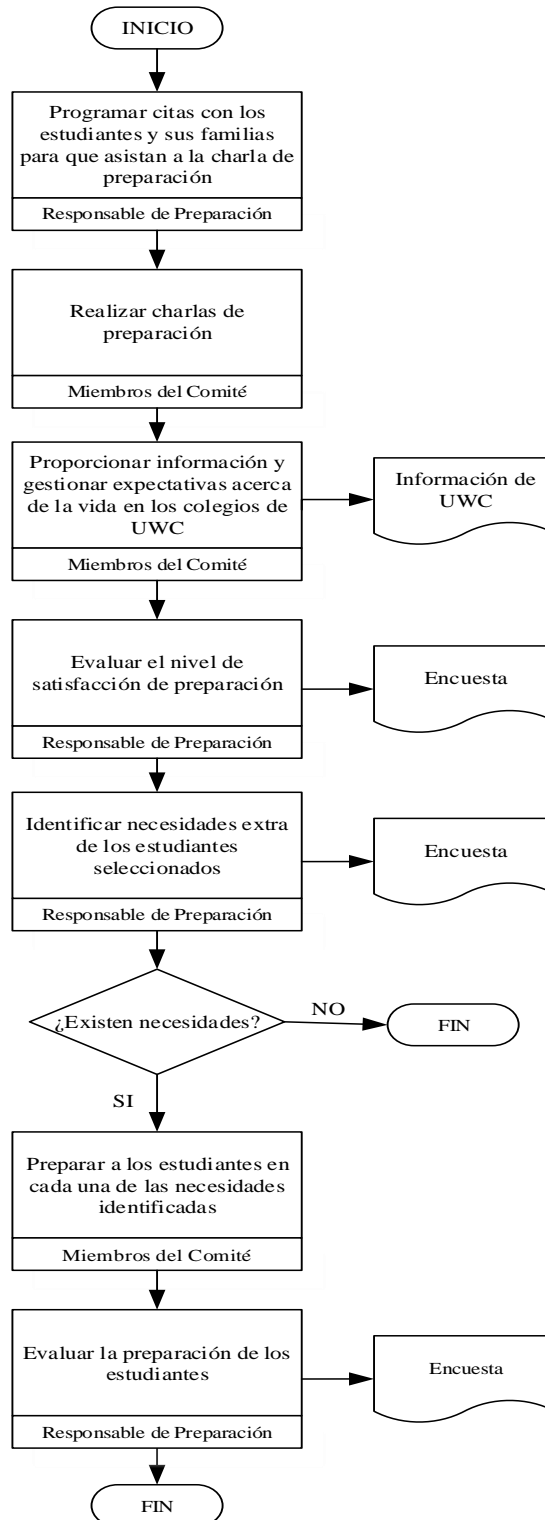 INICIO
Programar citas con los
estudiantes y sus familias
para que asistan a la charla de
preparación
Responsable de Preparación
Realizar charlas de
preparación
Miembros del Comité
Proporcionar información y
gestionar expectativas acerca
de la vida en los colegios de
UWC
Miembros del Comité
Información de
UWC
Evaluar el nivel de
satisfacción de preparación
Responsable de Preparación
Encuesta
Identificar necesidades extra
de los estudiantes
seleccionados
Responsable de Preparación
Encuesta
¿Existen necesidades?
NO
FIN
SI
Preparar a los estudiantes en
cada una de las necesidades
identificadas
Miembros del Comité
Evaluar la preparación de los
estudiantes
Responsable de Preparación
Encuesta
FIN